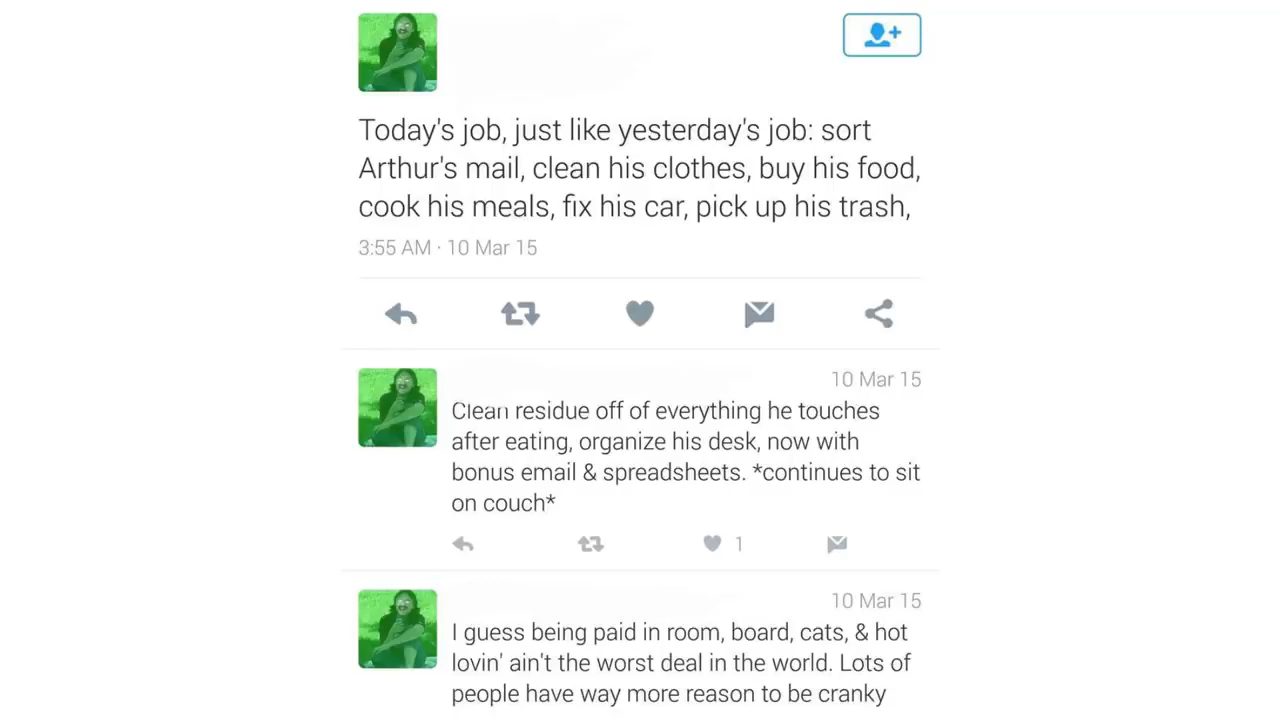 Today's job, just like yesterday's job: sort
Arthur's mail, clean his clothes, buy his food,
cook his meals, fix his car, pick up his trash,
3:55 AM · 10 Mar 15
10 Mar 15
Clean residue off of everything he touches
after eating, organize his desk, now with
bonus email & spreadsheets. *continues to sit
on couch*
1
10 Mar 15
I guess being paid in room, board, cats, & hot
lovin' ain't the worst deal in the world. Lots of
people have way more reason to be cranky